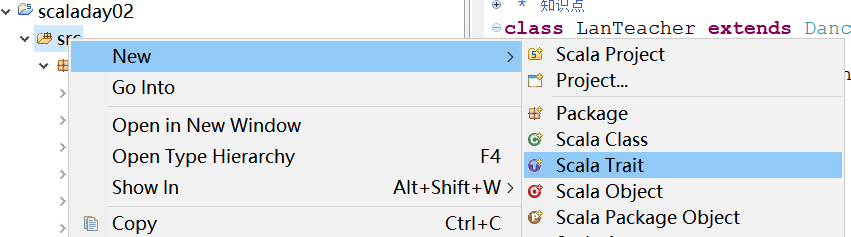 scaladay02
src
* 知识点
class LanTeacher extends Danc
New
Go Into
Open in New Window
Open Type Hierarchy F4
Show In Alt+Shift+W
Copy Ctrl+C
Scala Project
Project...
Package
Scala Class
Scala Trait
Scala Object
Scala Package Object